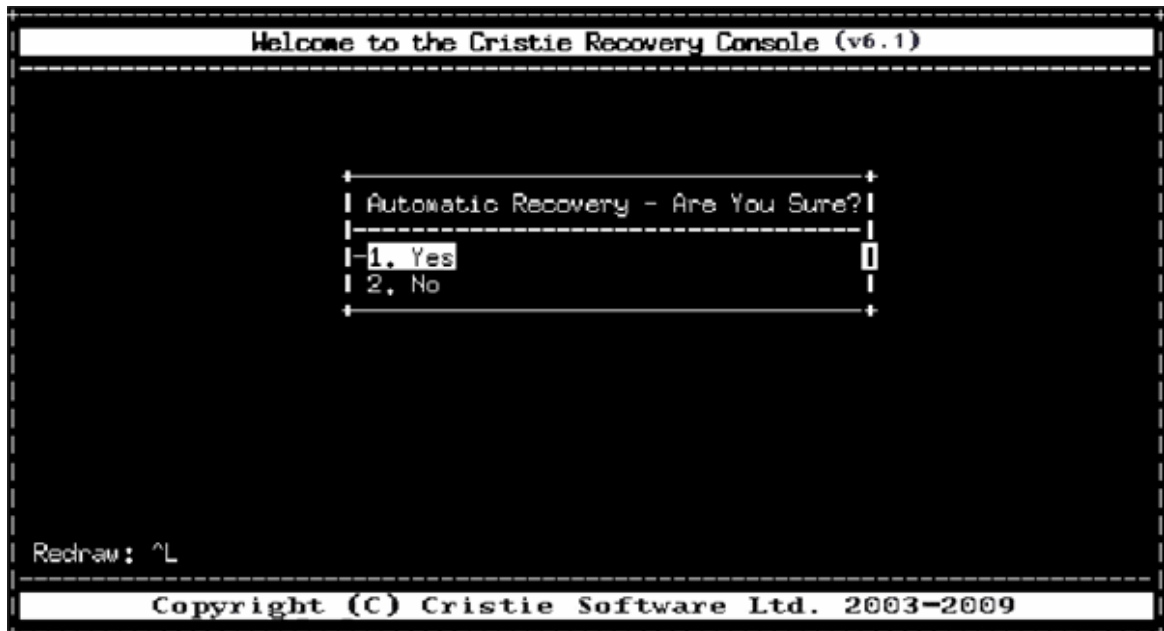 Welcome to the Cristie Recovery Console (v6.1)
Automatic Recovery - Are You Sure?
1. Yes
2. No
Redraw: ^L
Copyright (C) Cristie Software Ltd. 2003-2009